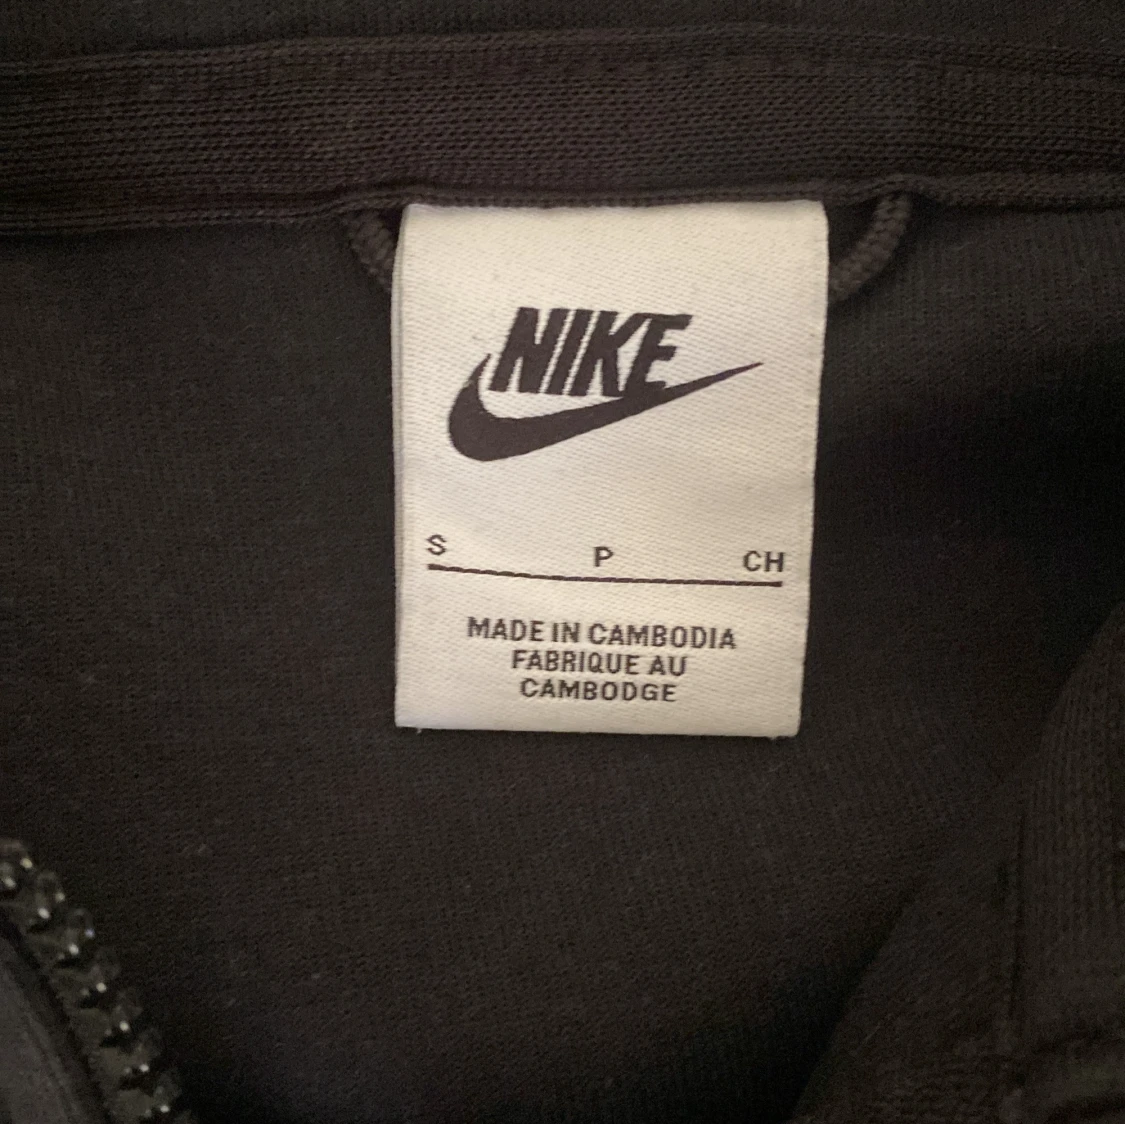 NIKE
S P CH
MADE IN CAMBODIA
FABRIQUE AU
CAMBODGE